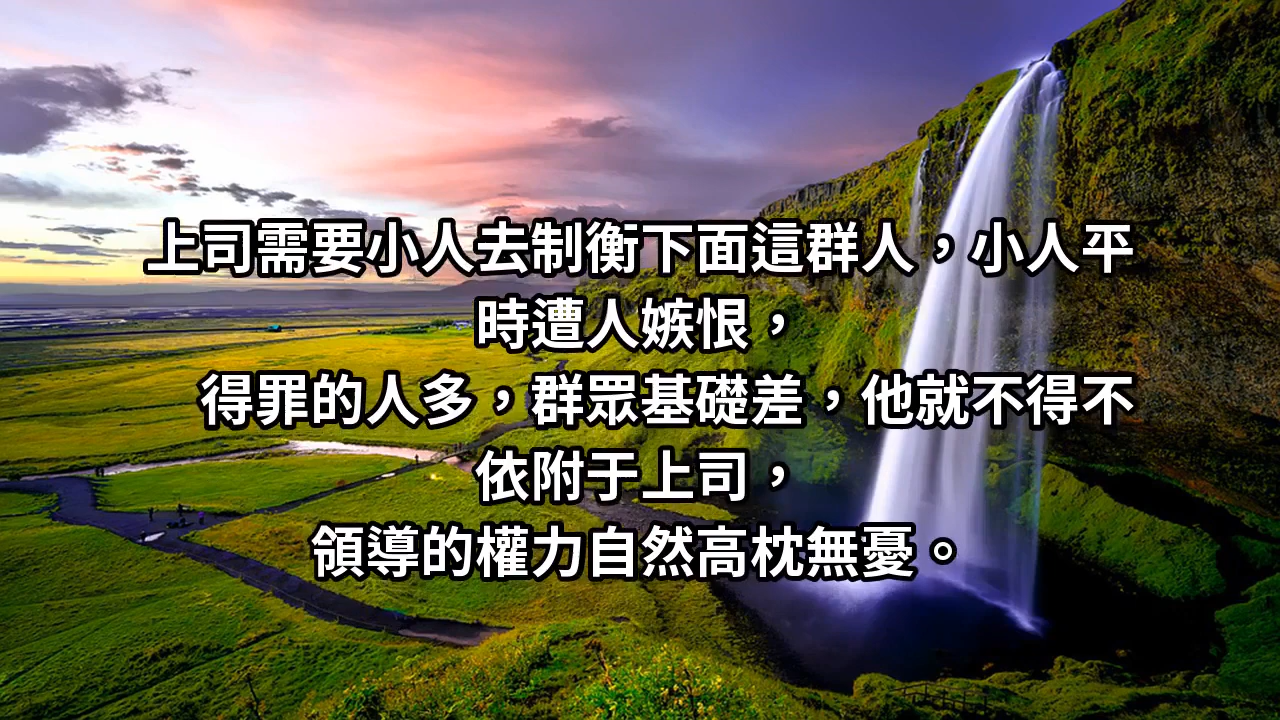 上司需要小人去制衡下面這群人，小人平
時遭人嫉恨，
得罪的人多，群眾基礎差，他就不得不
依附于上司，
領導的權力自然高枕無憂。